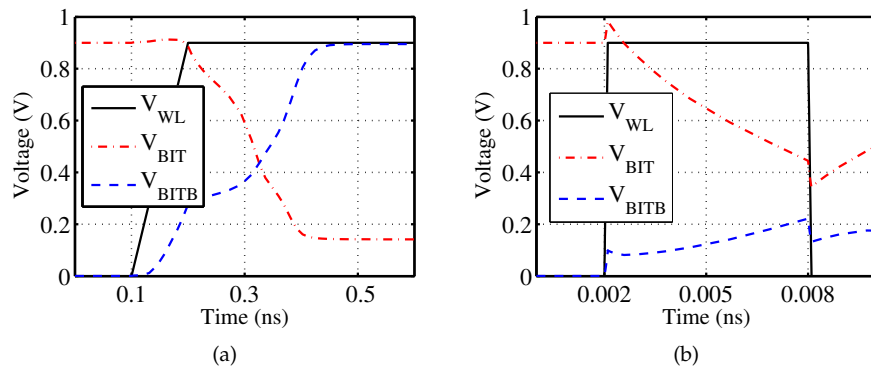 1
0.8
0.6
0.4
0.2
0
Voltage (V)
V_WL
V_BIT
V_BITB
0.1 0.3 0.5
Time (ns)
(a)
1
0.8
0.6
0.4
0.2
0
Voltage (V)
V_WL
V_BIT
V_BITB
0.002 0.005 0.008
Time (ns)
(b)